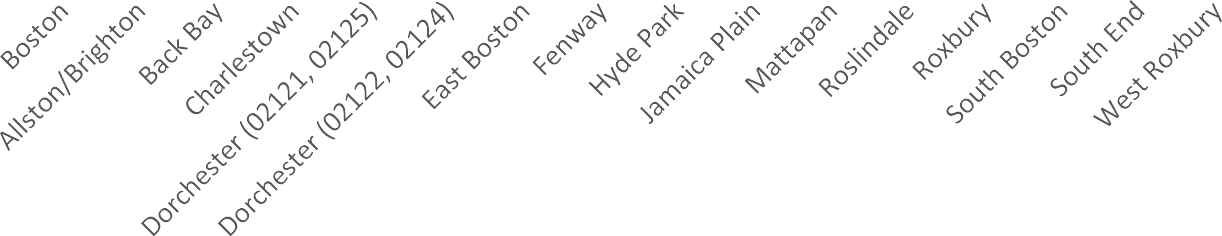 Boston
Allston/Brighton
Back Bay
Charlestown
Dorchester (02121, 02125)
Dorchester (02122, 02124)
East Boston
Fenway
Hyde Park
Jamaica Plain
Mattapan
Roslindale
Roxbury
South Boston
South End
West Roxbury